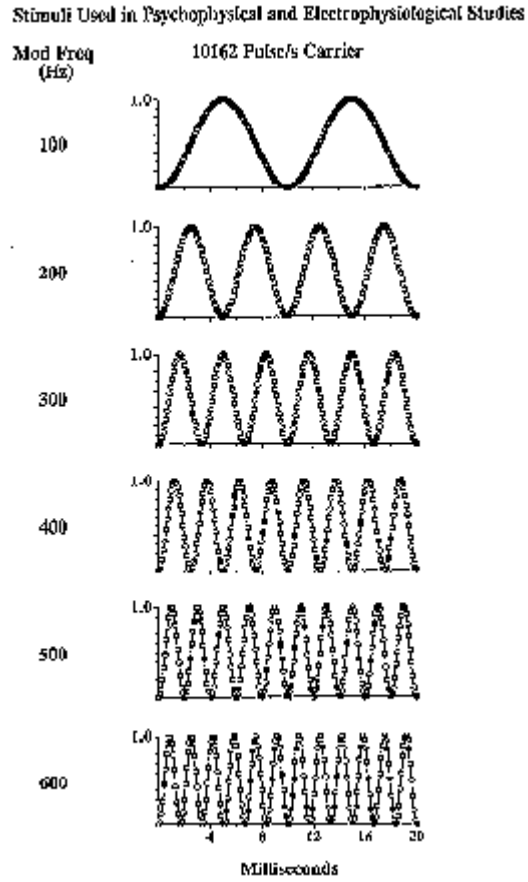 Stimuli Used in Psychophysical and Electrophysiological Studies
Mod Freq
(Hz)
10162 Pulse/s Carrier
1.0
100
1.0
200
1.0
300
1.0
400
1.0
500
1.0
600
4 8 12 16 20
Milliseconds